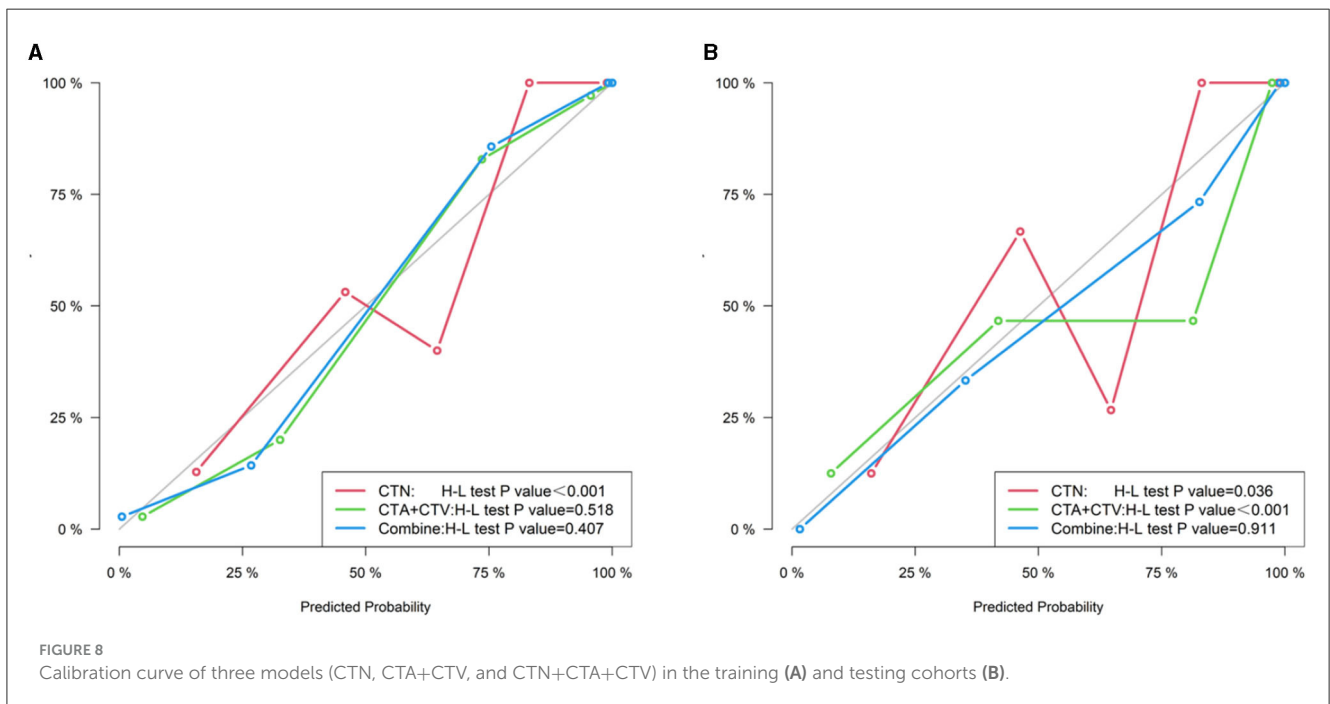 A
100 %
75 %
50 %
25 %
0 %
CTN: H-L test P value<0.001
CTA+CTV:H-L test P value=0.518
Combine:H-L test P value=0.407
0 %
25 %
50 %
75 %
100 %
Predicted Probability
B
100 %
75 %
50 %
25 %
0 %
CTN: H-L test P value=0.036
CTA+CTV:H-L test P value<0.001
Combine:H-L test P value=0.911
0 %
25 %
50 %
75 %
100 %
Predicted Probability
FIGURE 8
Calibration curve of three models (CTN, CTA+CTV, and CTN+CTA+CTV) in the training (A) and testing cohorts (B).